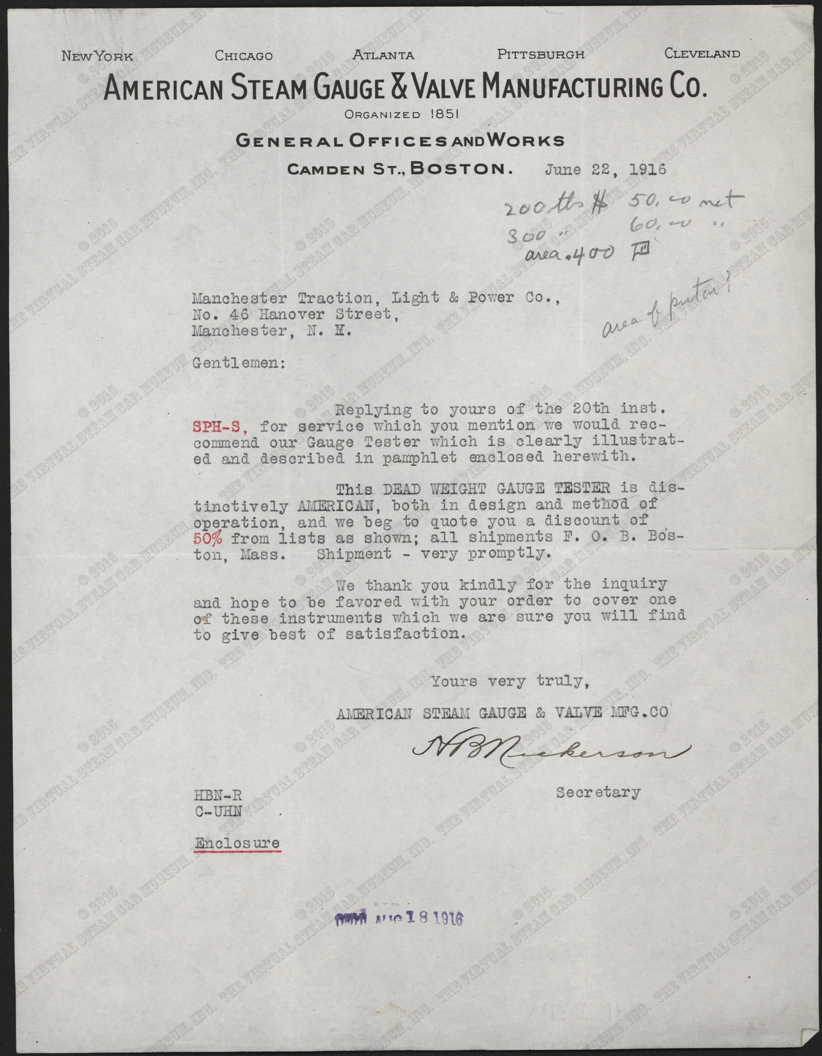 New York Chicago Atlanta Pittsburgh Cleveland
American Steam Gauge & Valve Manufacturing Co.
Organized 1851
General Offices and Works
Camden St., Boston. June 22, 1916
200 lbs $ 50.00 net
300 " 60.00 "
area .400
area of piston?
Manchester Traction, Light & Power Co.,
No. 46 Hanover Street,
Manchester, N. H.
Gentlemen:
Replying to yours of the 20th inst.
SPH-S, for service which you mention we would rec-
commend our Gauge Tester which is clearly illustrat-
ed and described in pamphlet enclosed herewith.
This DEAD WEIGHT GAUGE TESTER is dis-
tinctively AMERICAN, both in design and method of
operation, and we beg to quote you a discount of
50% from lists as shown; all shipments F. O. B. Bos-
ton, Mass. Shipment - very promptly.
We thank you kindly for the inquiry
and hope to be favored with your order to cover one
of these instruments which we are sure you will find
to give best of satisfaction.
Yours very truly,
AMERICAN STEAM GAUGE & VALVE MFG.CO
HBNickerson
Secretary
HBN-R
C-UHN
Enclosure
AUG 18 1916
© 2015
THE VIRTUAL STEAM CAR MUSEUM, INC.